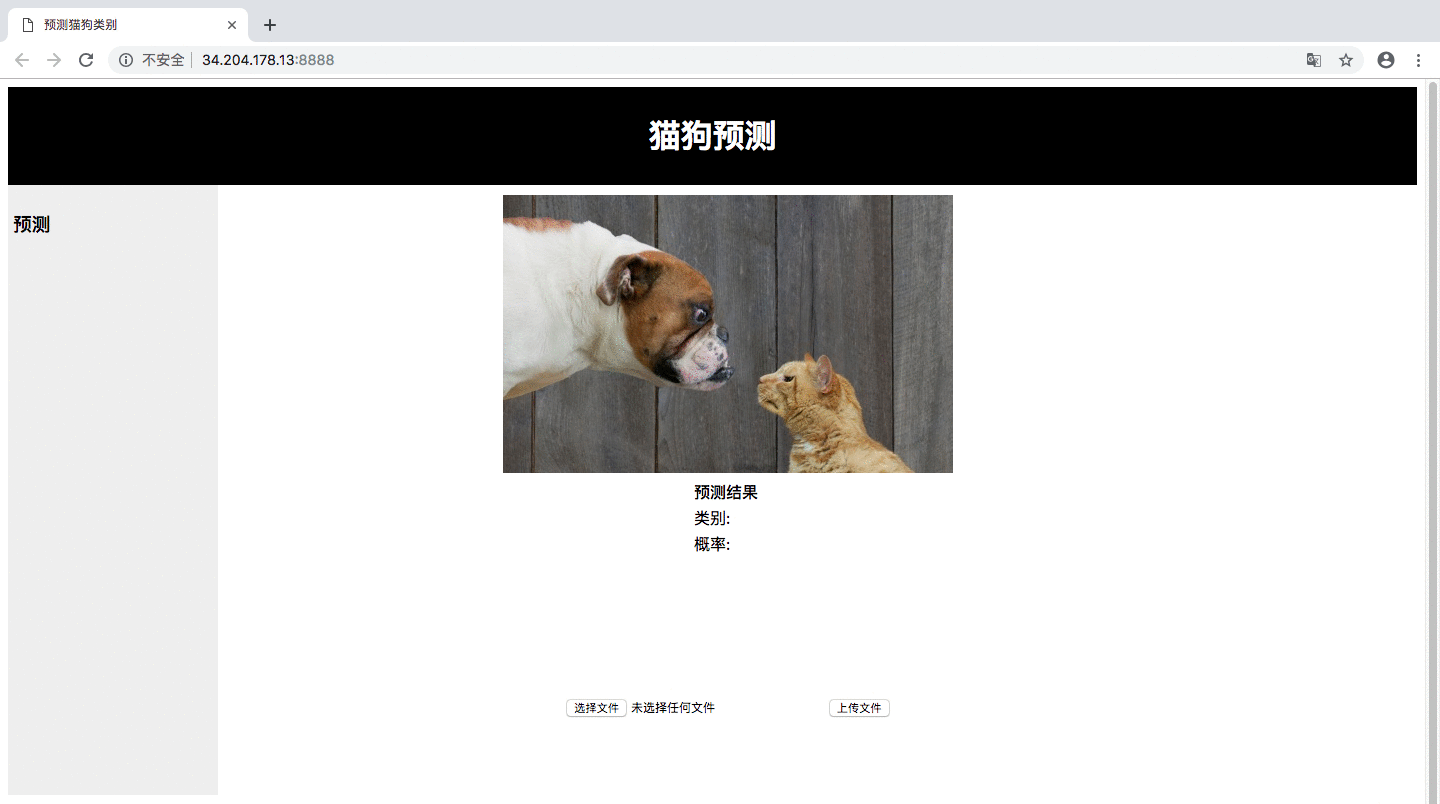 预测猫狗类别
不安全 34.204.178.13:8888
猫狗预测
预测
预测结果
类别:
概率:
选择文件 未选择任何文件 上传文件